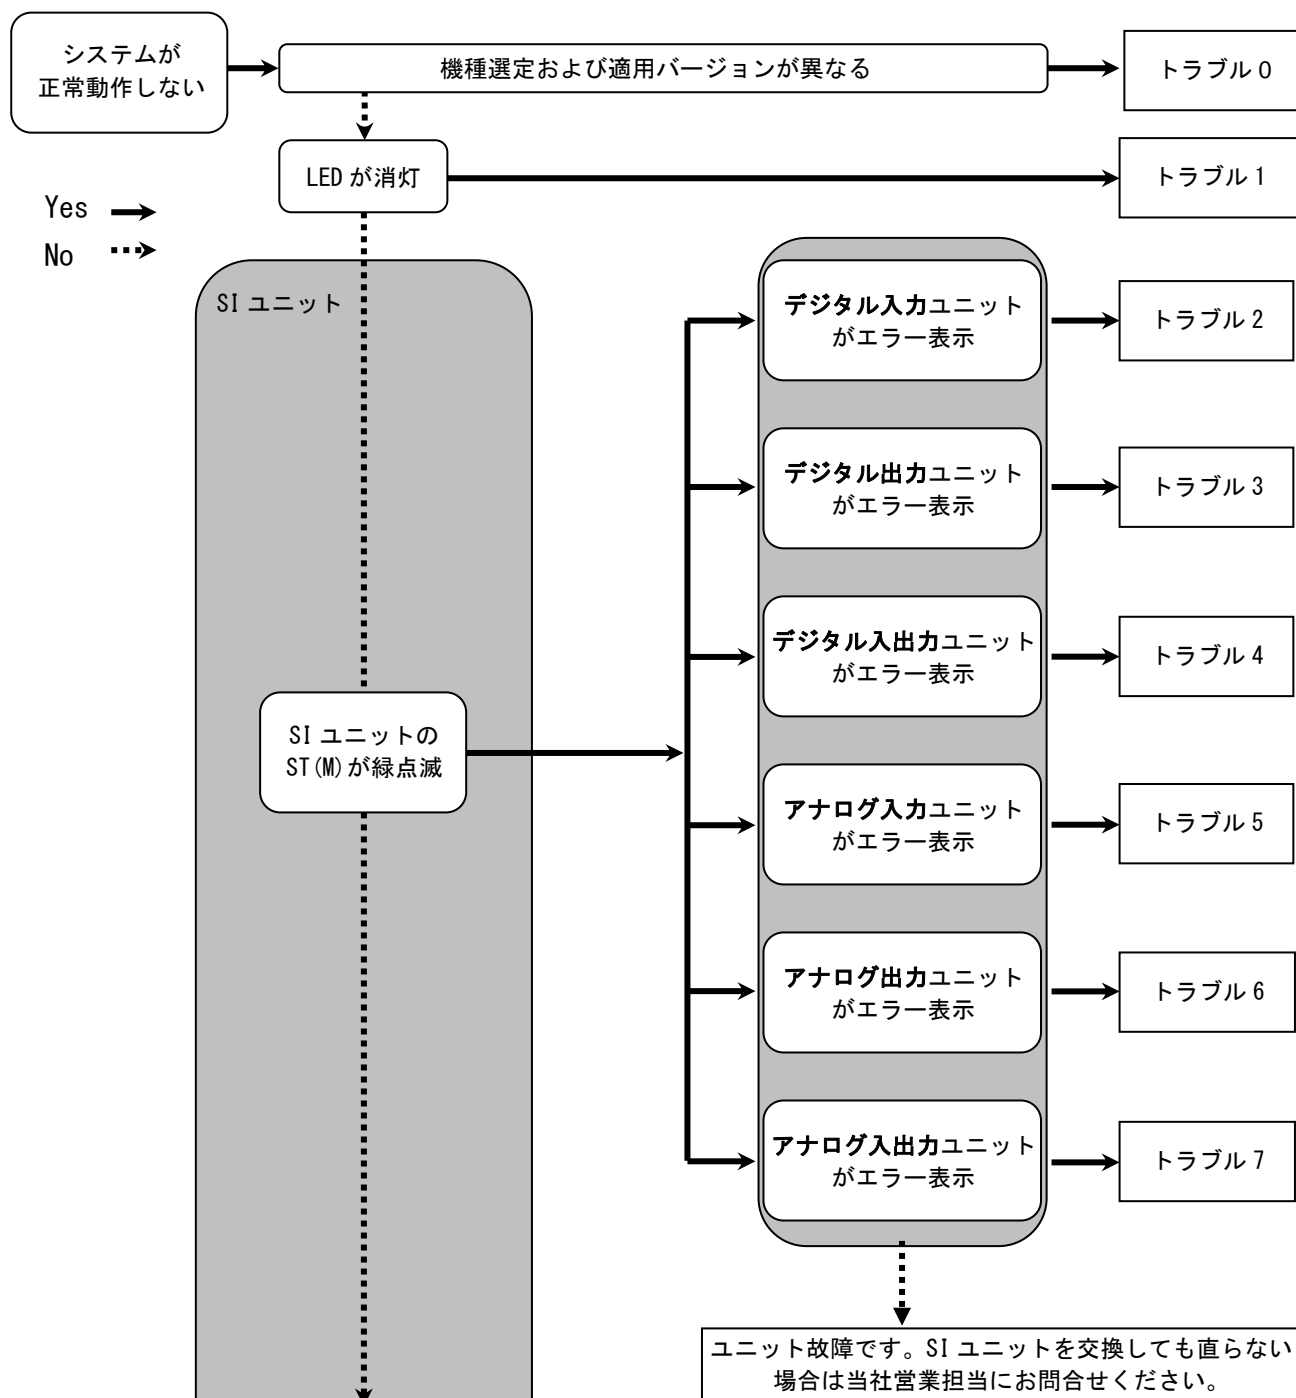 システムが
正常動作しない
機種選定および適用バージョンが異なる
トラブル 0
LED が消灯
トラブル 1
Yes
No
SI ユニット
デジタル入力ユニット
がエラー表示
トラブル 2
デジタル出力ユニット
がエラー表示
トラブル 3
デジタル入出力ユニット
がエラー表示
トラブル 4
SI ユニットの
ST(M)が緑点滅
アナログ入力ユニット
がエラー表示
トラブル 5
アナログ出力ユニット
がエラー表示
トラブル 6
アナログ入出力ユニット
がエラー表示
トラブル 7
ユニット故障です。SI ユニットを交換しても直らない
場合は当社営業担当にお問合せください。